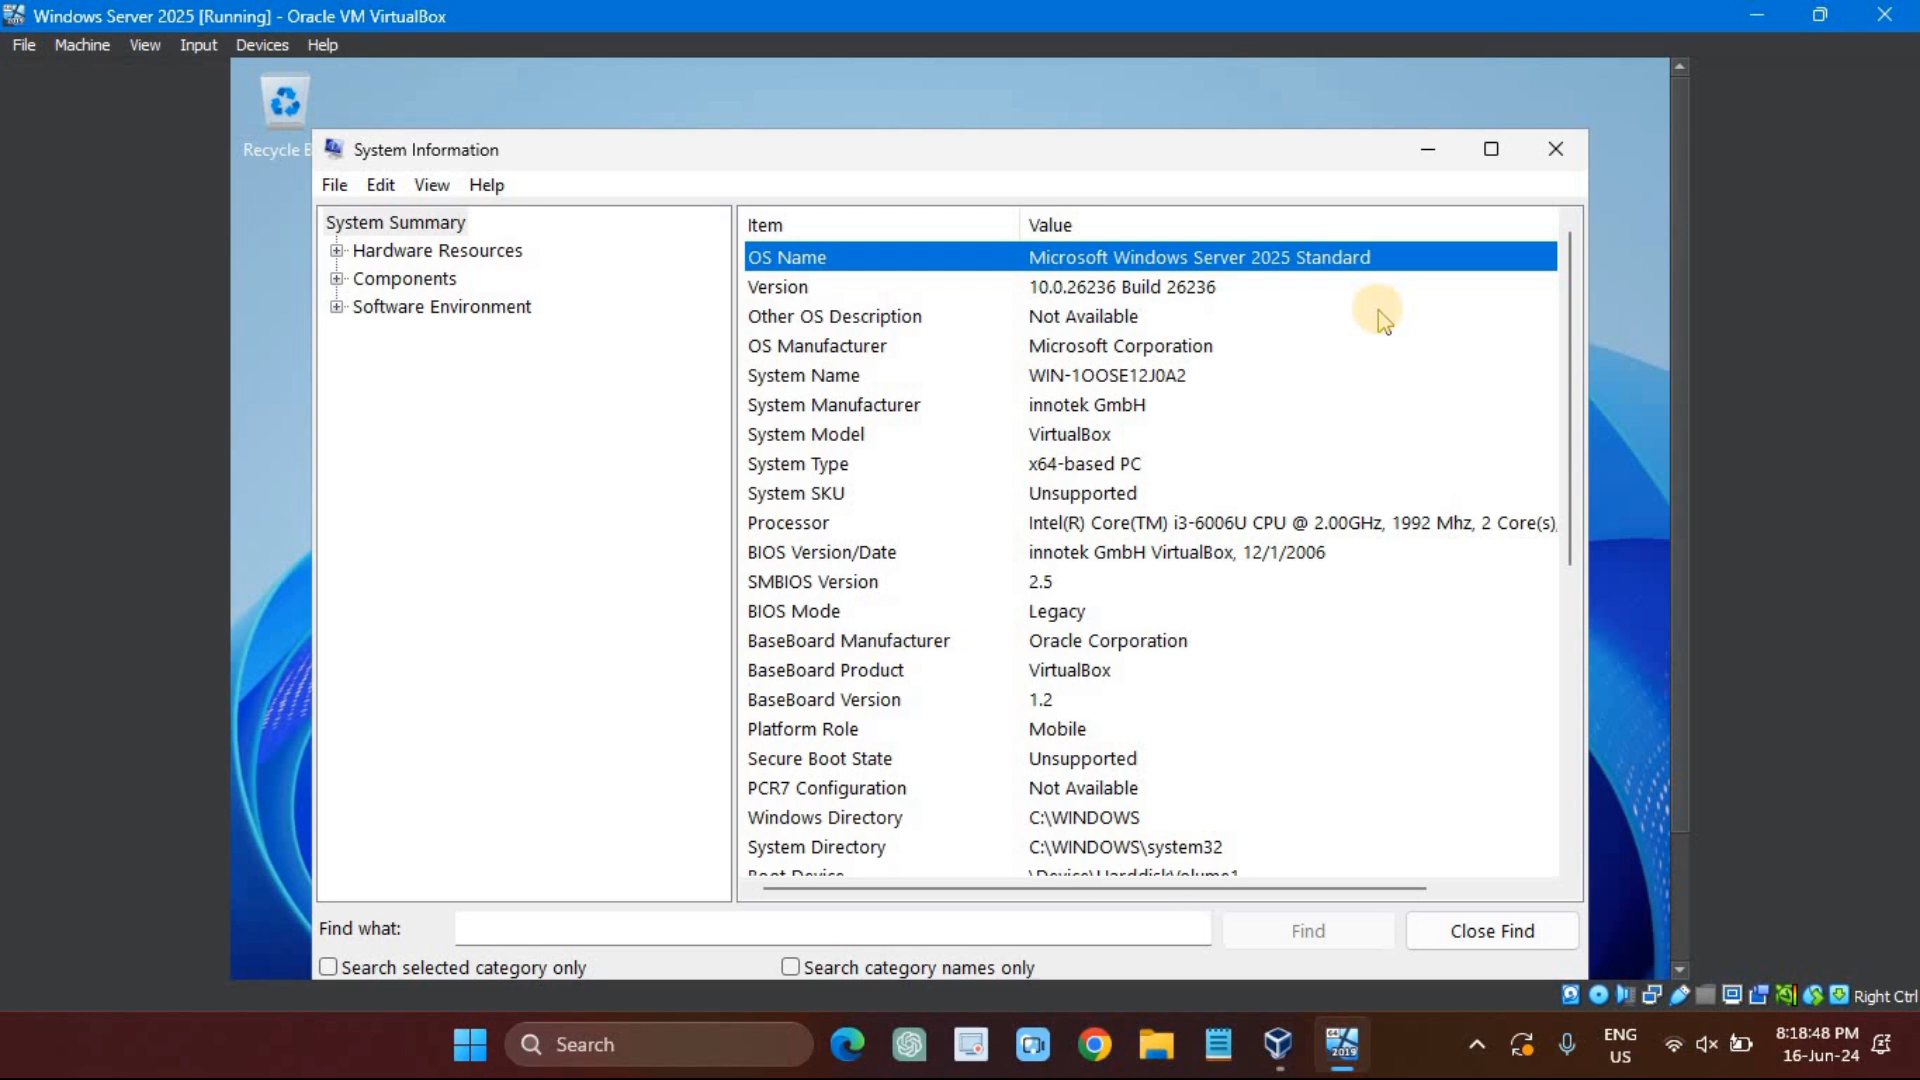 Windows Server 2025 [Running] - Oracle VM VirtualBox
File Machine View Input Devices Help
Recycle B
System Information
File Edit View Help
System Summary
Hardware Resources
Components
Software Environment
Item Value
OS Name Microsoft Windows Server 2025 Standard
Version 10.0.26236 Build 26236
Other OS Description Not Available
OS Manufacturer Microsoft Corporation
System Name WIN-1OOSE12J0A2
System Manufacturer innotek GmbH
System Model VirtualBox
System Type x64-based PC
System SKU Unsupported
Processor Intel(R) Core(TM) i3-6006U CPU @ 2.00GHz, 1992 Mhz, 2 Core(s),
BIOS Version/Date innotek GmbH VirtualBox, 12/1/2006
SMBIOS Version 2.5
BIOS Mode Legacy
BaseBoard Manufacturer Oracle Corporation
BaseBoard Product VirtualBox
BaseBoard Version 1.2
Platform Role Mobile
Secure Boot State Unsupported
PCR7 Configuration Not Available
Windows Directory C:\WINDOWS
System Directory C:\WINDOWS\system32
Boot Device \Device\HarddiskVolume1
Find what:
Find
Close Find
Search selected category only
Search category names only
Right Ctrl
Search
64
2019
ENG
US
8:18:48 PM
16-Jun-24